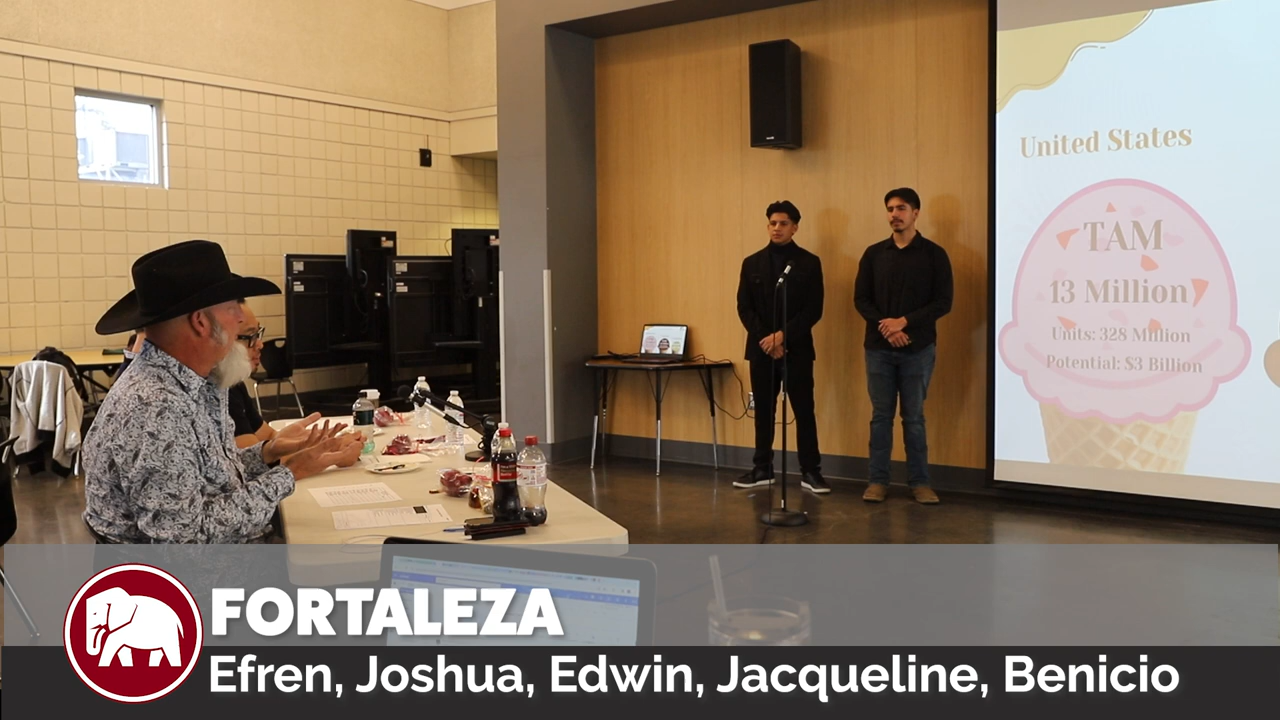 United States
TAM
13 Million
Units: 328 Million
Potential: $3 Billion
FORTALEZA
Efren, Joshua, Edwin, Jacqueline, Benicio